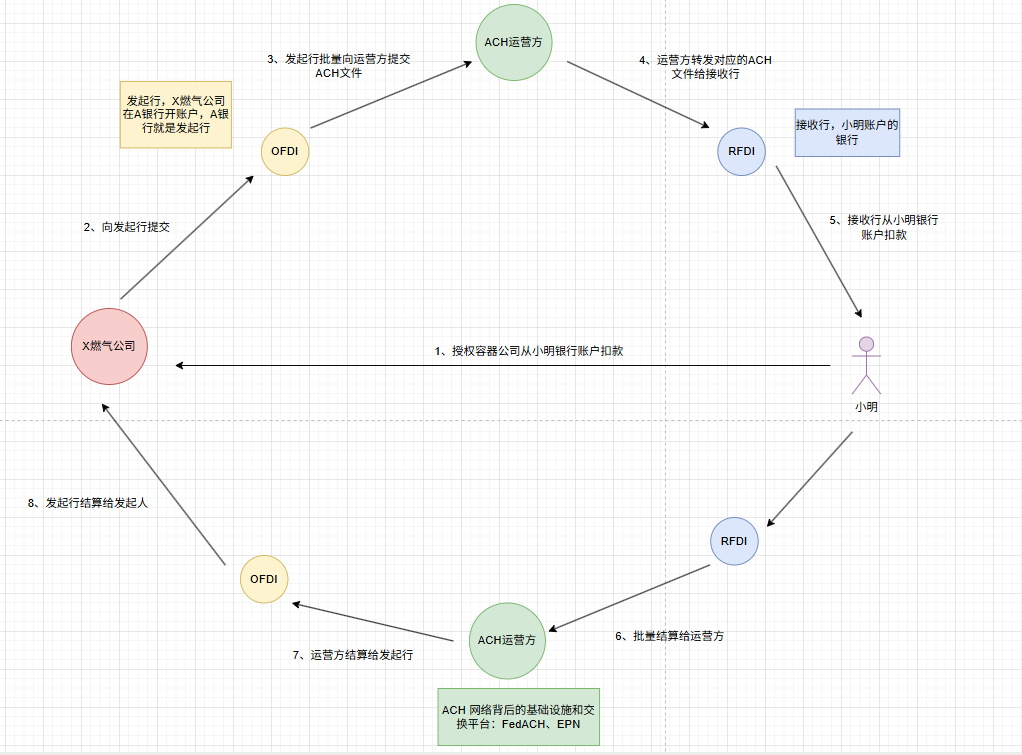 ACH运营方
3、发起行批量向运营方提交
ACH文件
4、运营方转发对应的ACH
文件给接收行
发起行，X燃气公司
在A银行开账户，A银
行就是发起行
OFDI
RFDI
接收行，小明账户的
银行
2、向发起行提交
5、接收行从小明银行
账户扣款
X燃气公司
1、授权容器公司从小明银行账户扣款
小明
8、发起行结算给发起人
RFDI
OFDI
ACH运营方
6、批量结算给运营方
7、运营方结算给发起行
ACH 网络背后的基础设施和交
换平台：FedACH、EPN